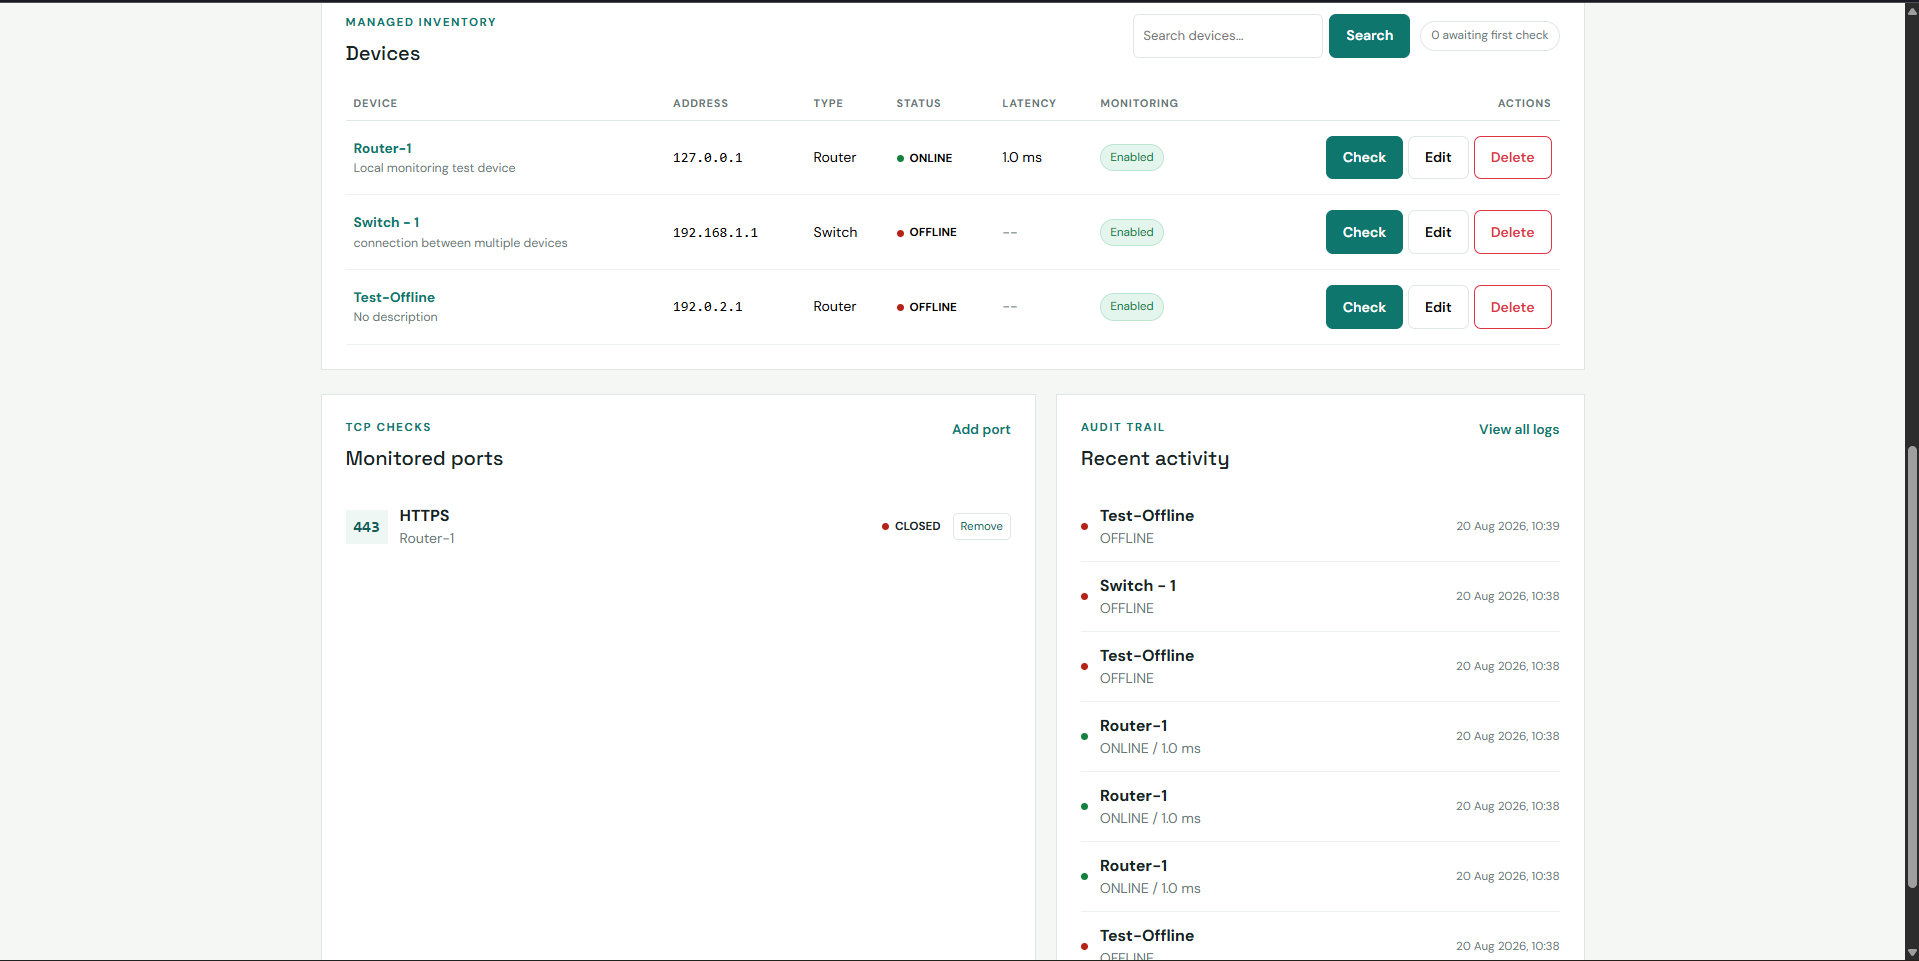 MANAGED INVENTORY
Devices
Search devices...
Search
0 awaiting first check
DEVICE ADDRESS TYPE STATUS LATENCY MONITORING ACTIONS
Router-1
Local monitoring test device
127.0.0.1 Router ONLINE 1.0 ms Enabled Check Edit Delete
Switch - 1
connection between multiple devices
192.168.1.1 Switch OFFLINE -- Enabled Check Edit Delete
Test-Offline
No description
192.0.2.1 Router OFFLINE -- Enabled Check Edit Delete
TCP CHECKS
Monitored ports
Add port
443 HTTPS
Router-1
CLOSED Remove
AUDIT TRAIL
Recent activity
View all logs
Test-Offline
OFFLINE
20 Aug 2026, 10:39
Switch - 1
OFFLINE
20 Aug 2026, 10:38
Test-Offline
OFFLINE
20 Aug 2026, 10:38
Router-1
ONLINE / 1.0 ms
20 Aug 2026, 10:38
Router-1
ONLINE / 1.0 ms
20 Aug 2026, 10:38
Router-1
ONLINE / 1.0 ms
20 Aug 2026, 10:38
Test-Offline
OFFLINE
20 Aug 2026, 10:38